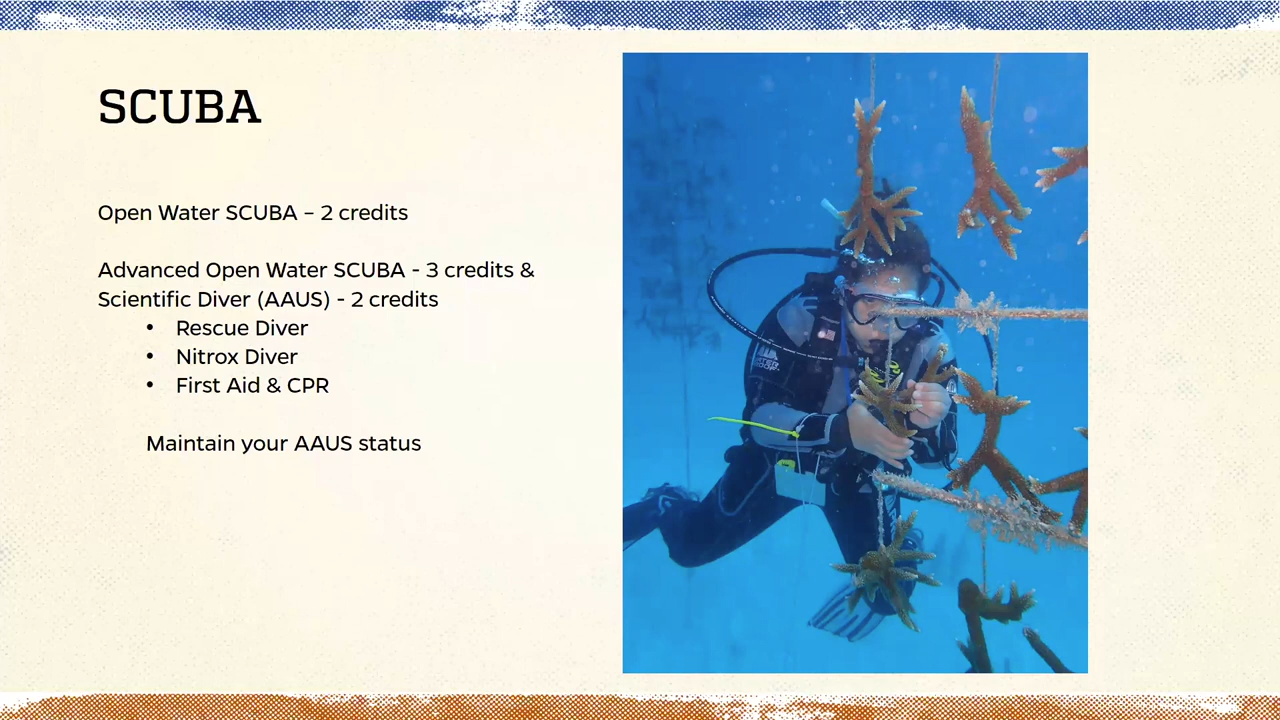 SCUBA
Open Water SCUBA – 2 credits
Advanced Open Water SCUBA - 3 credits &
Scientific Diver (AAUS) - 2 credits
• Rescue Diver
• Nitrox Diver
• First Aid & CPR
Maintain your AAUS status